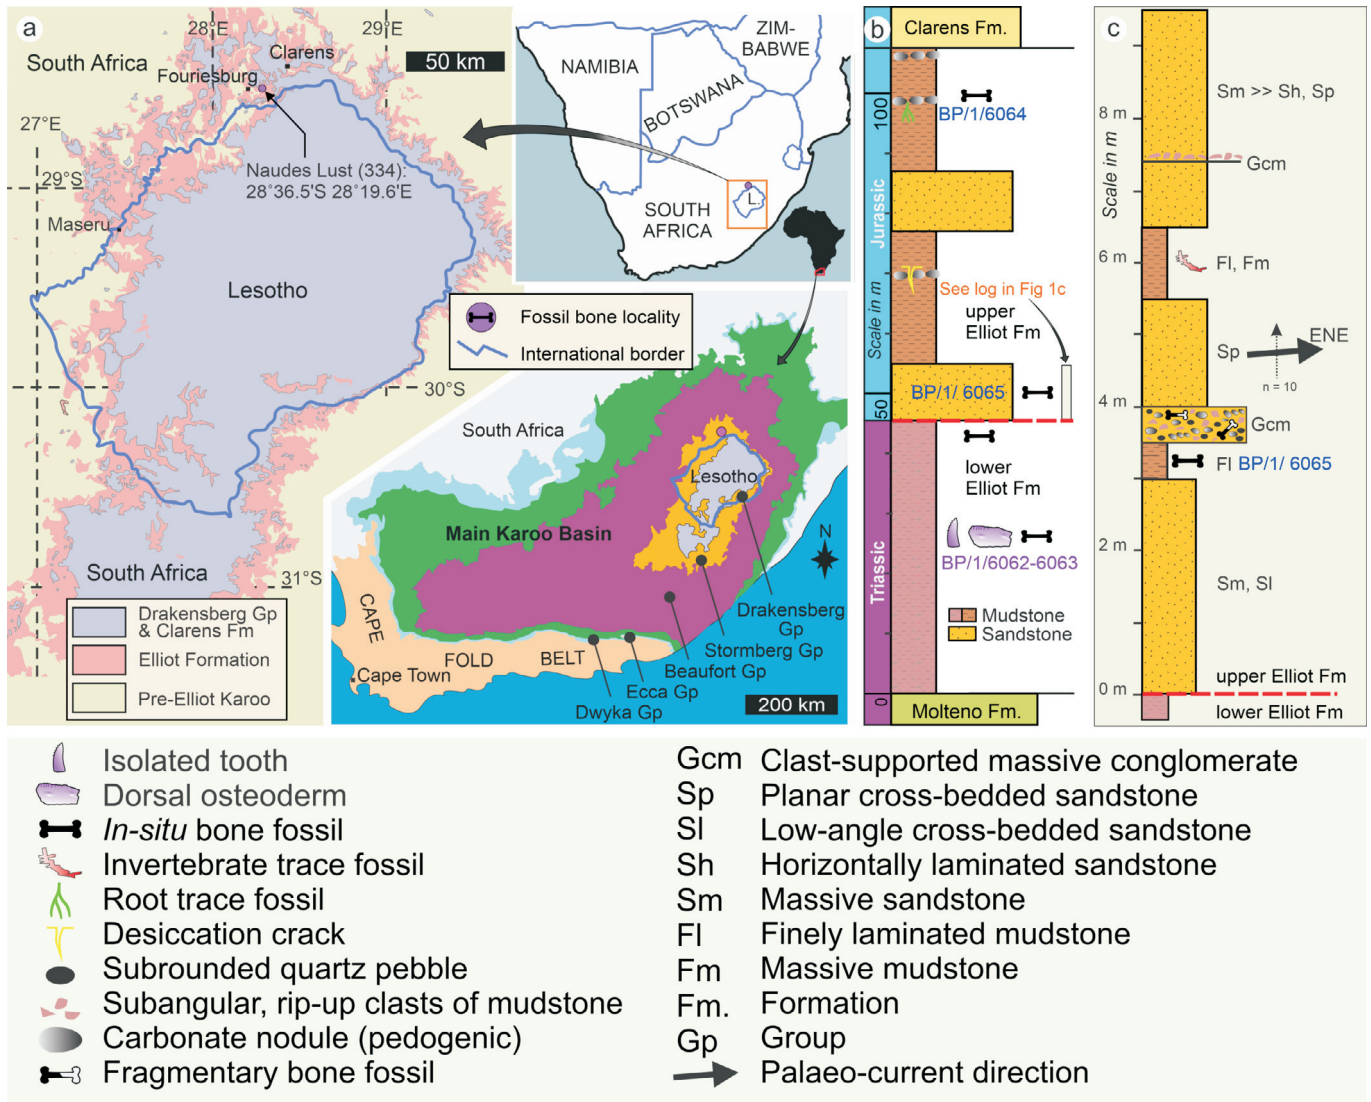 a
28°E
29°E
South Africa
Clarens
Fouriesburg
50 km
27°E
29°S
Naudes Lust (334):
28°36.5'S 28°19.6'E
Maseru
Lesotho
30°S
South Africa
31°S
Drakensberg Gp
& Clarens Fm
Elliot Formation
Pre-Elliot Karoo
ZIM-
BABWE
NAMIBIA
BOTSWANA
L.
SOUTH
AFRICA
Fossil bone locality
International border
South Africa
Lesotho
Main Karoo Basin
N
CAPE
FOLD
BELT
Cape Town
Drakensberg
Gp
Stormberg Gp
Beaufort Gp
Ecca Gp
Dwyka Gp
200 km
b
Clarens Fm.
100
BP/1/6064
Jurassic
Scale in m
See log in Fig 1c
upper
Elliot Fm
BP/1/ 6065
50
lower
Elliot Fm
BP/1/6062-6063
Triassic
Mudstone
Sandstone
0
Molteno Fm.
c
Sm >> Sh, Sp
8 m
Gcm
Scale in m
6 m
Fl, Fm
ENE
Sp
n = 10
4 m
Gcm
Fl BP/1/ 6065
2 m
Sm, Sl
upper Elliot Fm
0 m
lower Elliot Fm
Isolated tooth
Dorsal osteoderm
In-situ bone fossil
Invertebrate trace fossil
Root trace fossil
Desiccation crack
Subrounded quartz pebble
Subangular, rip-up clasts of mudstone
Carbonate nodule (pedogenic)
Fragmentary bone fossil
Gcm Clast-supported massive conglomerate
Sp Planar cross-bedded sandstone
Sl Low-angle cross-bedded sandstone
Sh Horizontally laminated sandstone
Sm Massive sandstone
Fl Finely laminated mudstone
Fm Massive mudstone
Fm. Formation
Gp Group
Palaeo-current direction